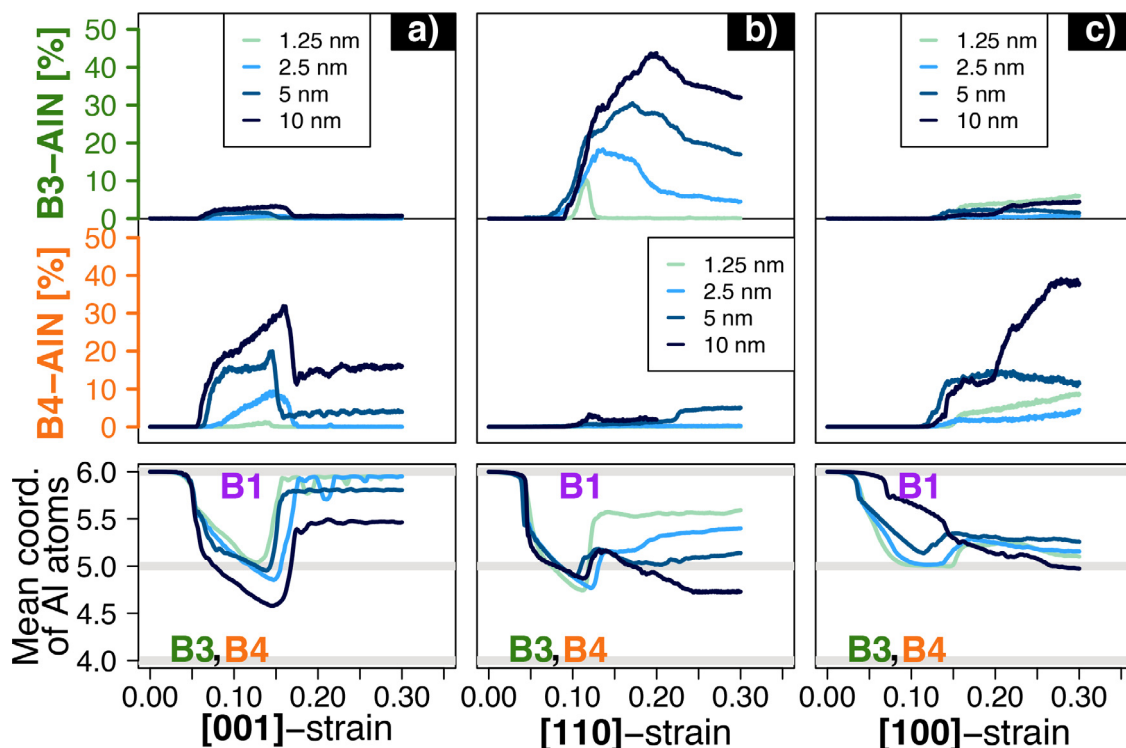 B3−AlN [%]
50
40
30
20
10
0
a)
1.25 nm
2.5 nm
5 nm
10 nm
b)
c)
1.25 nm
2.5 nm
5 nm
10 nm
B4−AlN [%]
50
40
30
20
10
0
1.25 nm
2.5 nm
5 nm
10 nm
Mean coord.
of Al atoms
6.0
5.5
5.0
4.5
4.0
B1
B3,B4
B1
B3,B4
B1
B3,B4
0.00 0.10 0.20 0.30
[001]−strain
0.00 0.10 0.20 0.30
[110]−strain
0.00 0.10 0.20 0.30
[100]−strain